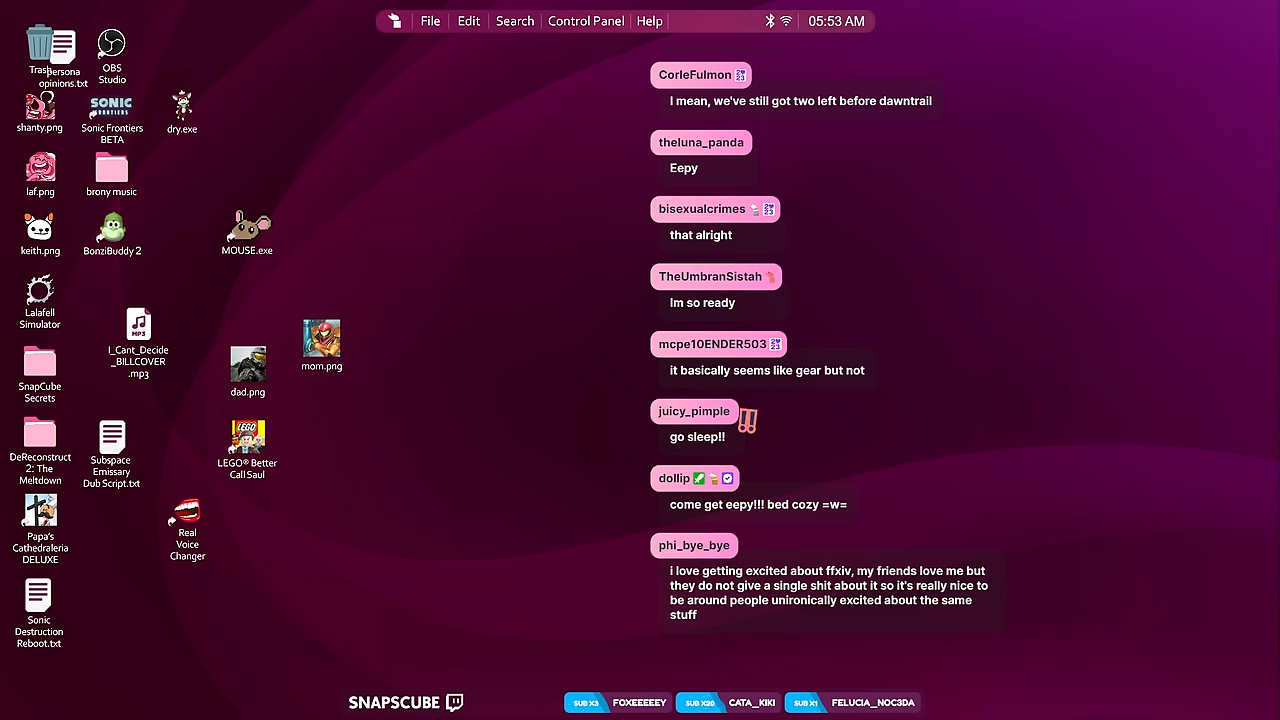 File Edit Search Control Panel Help 05:53 AM
Trash
persona
opinions.txt
OBS
Studio
shanty.png
SONIC
FRONTIERS
Sonic Frontiers
BETA
dry.exe
laf.png
brony music
keith.png
BonziBuddy 2
MOUSE.exe
Lalafell
Simulator
MP3
I_Cant_Decide
_BILLCOVER
.mp3
dad.png
mom.png
SnapCube
Secrets
DeReconstruct
2: The
Meltdown
Subspace
Emissary
Dub Script.txt
LEGO
LEGO® Better
Call Saul
Papa's
Cathedraleria
DELUXE
Real
Voice
Changer
Sonic
Destruction
Reboot.txt
CorleFulmon
I mean, we've still got two left before dawntrail
theluna_panda
Eepy
bisexualcrimes
that alright
TheUmbranSistah
Im so ready
mcpe10ENDER503
it basically seems like gear but not
juicy_pimple
go sleep!!
dollip
come get eepy!!! bed cozy =w=
phi_bye_bye
i love getting excited about ffxiv, my friends love me but
they do not give a single shit about it so it's really nice to
be around people unironically excited about the same
stuff
SNAPSCUBE
SUB X3 FOXEEEEEY SUB X20 CATA_KIKI SUB X1 FELUCIA_NOC3DA